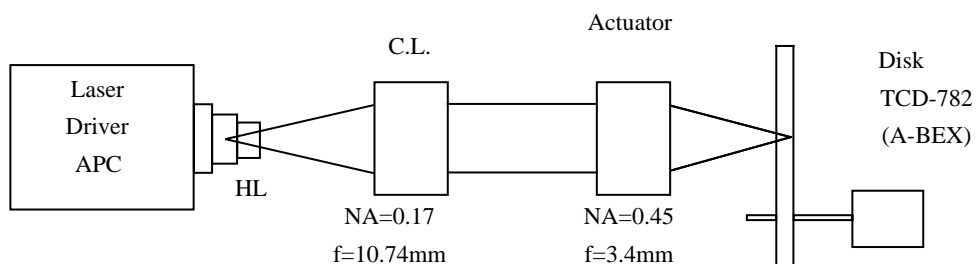 Actuator
C.L.
Laser
Driver
APC
HL
Disk
TCD-782
(A-BEX)
NA=0.17
f=10.74mm
NA=0.45
f=3.4mm